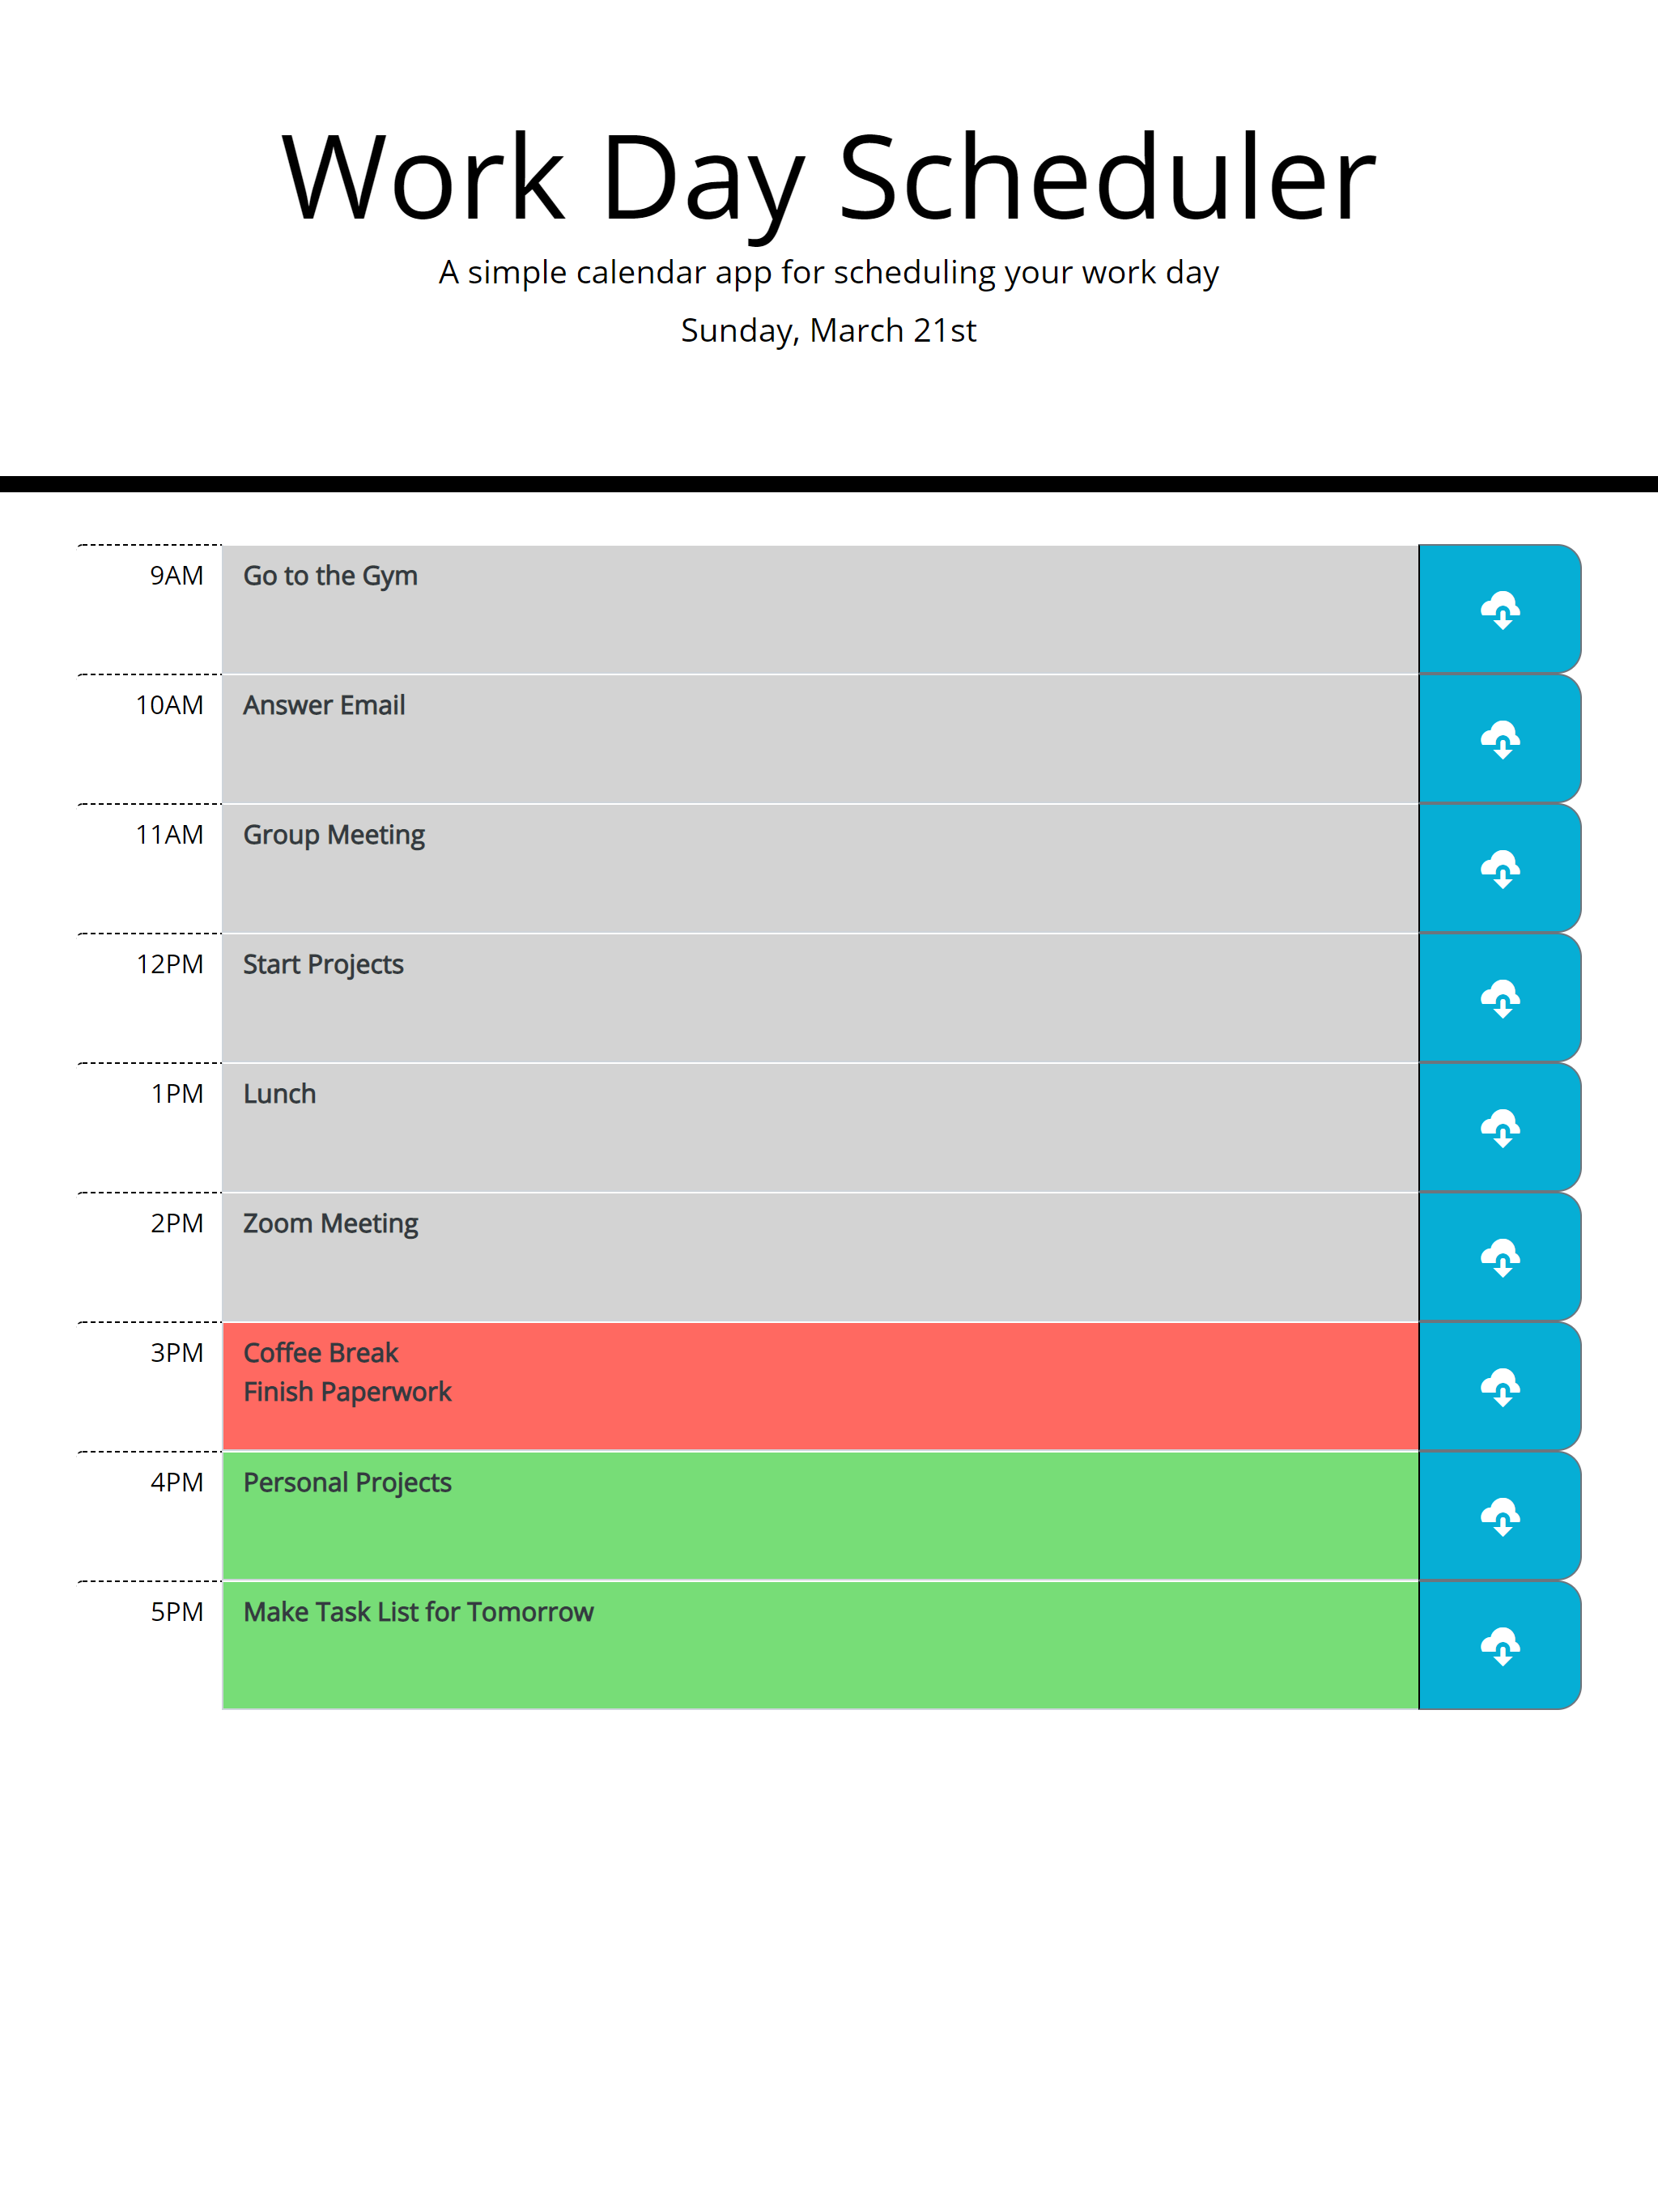 Work Day Scheduler
A simple calendar app for scheduling your work day
Sunday, March 21st
9AM Go to the Gym
10AM Answer Email
11AM Group Meeting
12PM Start Projects
1PM Lunch
2PM Zoom Meeting
3PM Coffee Break
Finish Paperwork
4PM Personal Projects
5PM Make Task List for Tomorrow